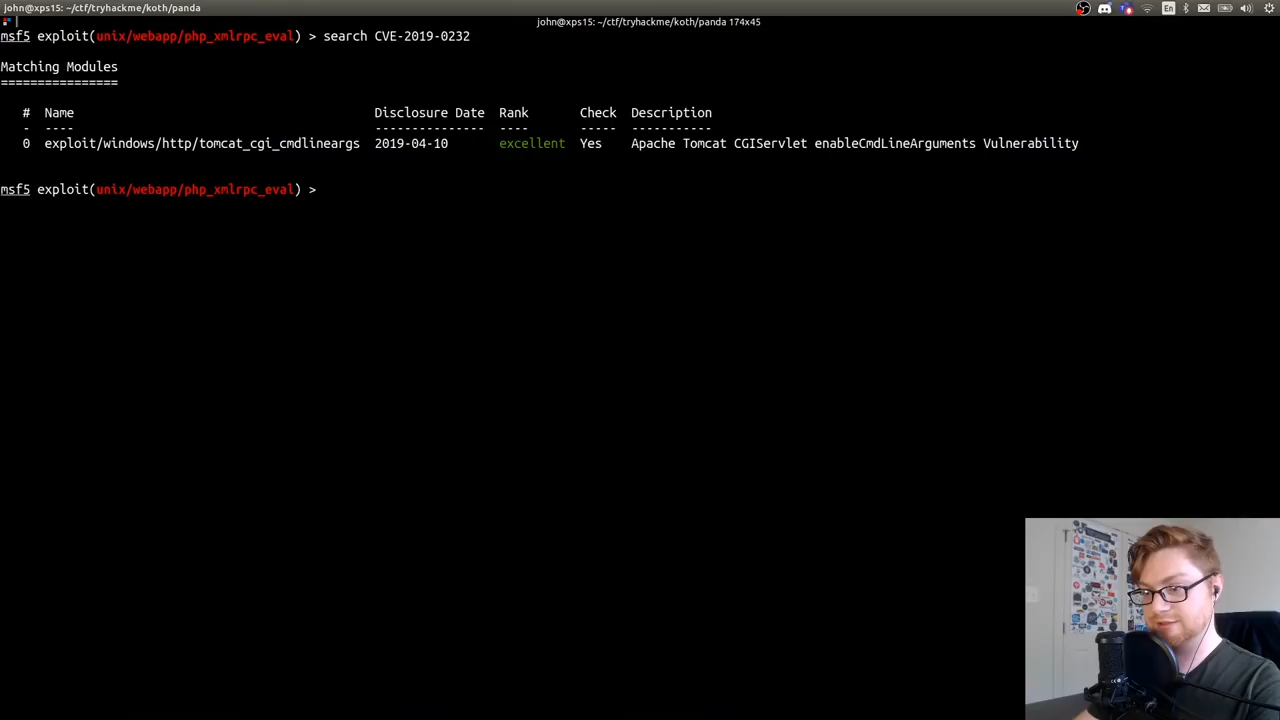 john@xps15: ~/ctf/tryhackme/koth/panda
En
john@xps15: ~/ctf/tryhackme/koth/panda 174x45
msf5 exploit(unix/webapp/php_xmlrpc_eval) > search CVE-2019-0232
Matching Modules
================
# Name Disclosure Date Rank Check Description
- ---- --------------- ---- ----- -----------
0 exploit/windows/http/tomcat_cgi_cmdlineargs 2019-04-10 excellent Yes Apache Tomcat CGIServlet enableCmdLineArguments Vulnerability
msf5 exploit(unix/webapp/php_xmlrpc_eval) >